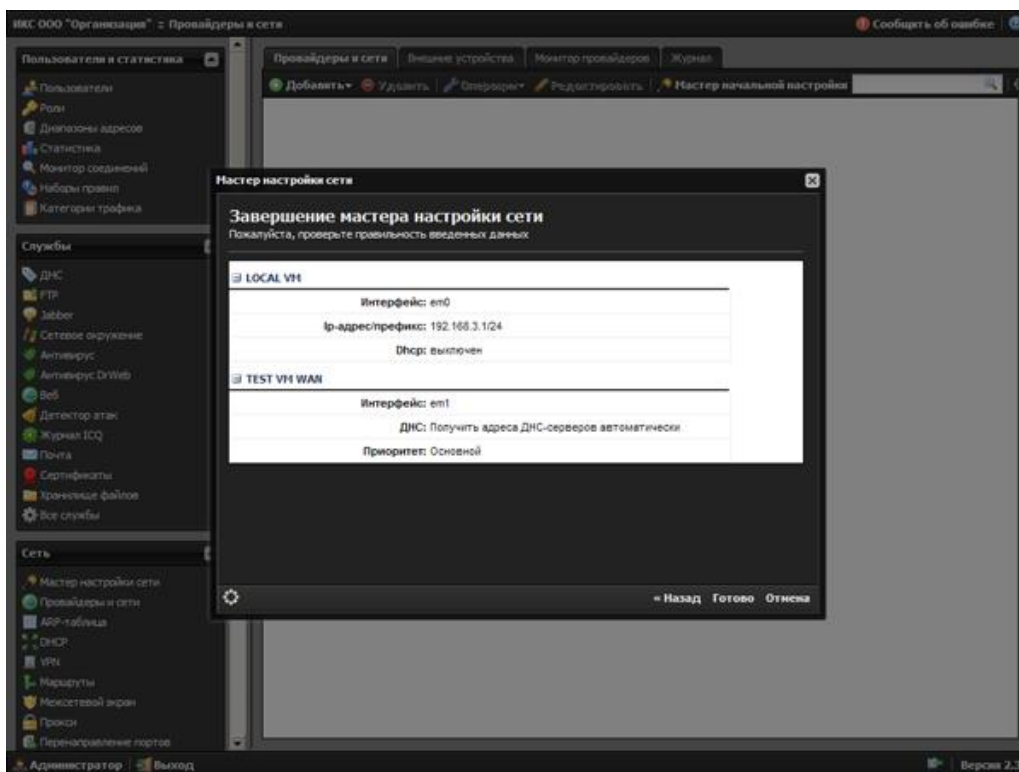 ИКС ООО "Организация" :: Провайдеры и сети
Сообщить об ошибке
Пользователи и статистика
Пользователи
Роли
Диапазоны адресов
Статистика
Монитор соединений
Наборы правил
Категории трафика
Службы
ДНС
FTP
Jabber
Сетевое окружение
Антивирус
Антивирус DrWeb
Веб
Детектор атак
Журнал ICQ
Почта
Сертификаты
Хранилище файлов
Все службы
Сеть
Мастер настройки сети
Провайдеры и сети
ARP-таблица
DHCP
VPN
Маршруты
Межсетевой экран
Прокси
Перенаправление портов
Провайдеры и сети Внешние устройства Монитор провайдеров Журнал
Добавить Удалить Операции Редактировать Мастер начальной настройки
Мастер настройки сети
Завершение мастера настройки сети
Пожалуйста, проверьте правильность введенных данных
LOCAL VM
Интерфейс: em0
Ip-адрес/префикс: 192.168.3.1/24
Dhcp: выключен
TEST VM WAN
Интерфейс: em1
ДНС: Получить адреса ДНС-серверов автоматически
Приоритет: Основной
« Назад Готово Отмена
Администратор Выход
Версия 2.3